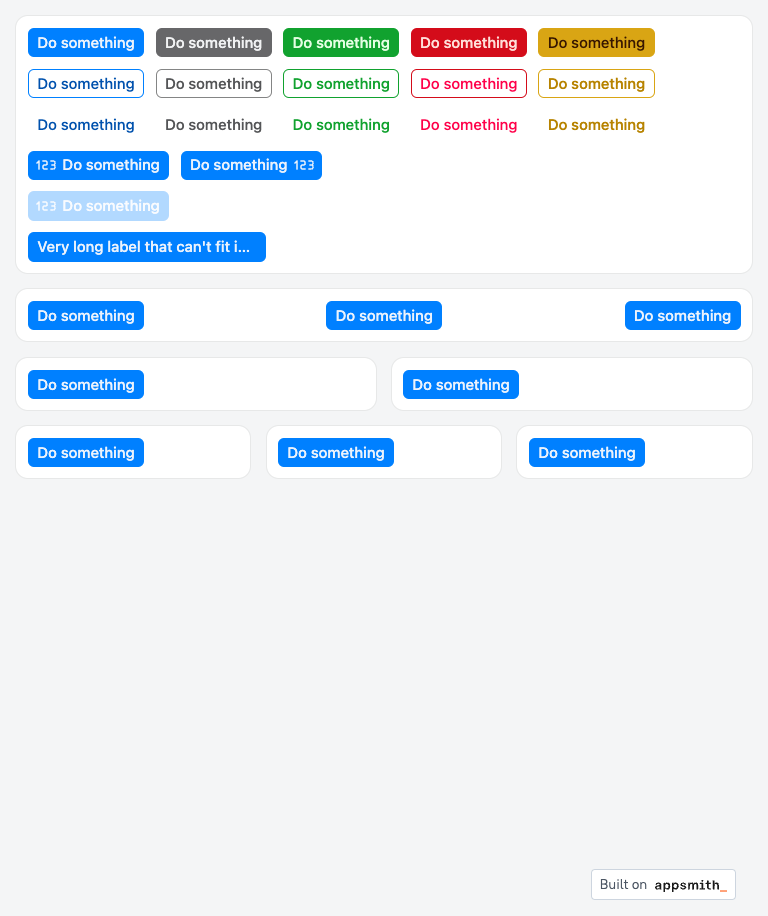 Do something Do something Do something Do something Do something
Do something Do something Do something Do something Do something
Do something Do something Do something Do something Do something
123 Do something Do something 123
123 Do something
Very long label that can't fit i...
Do something Do something Do something
Do something Do something
Do something Do something Do something
Built on appsmith_